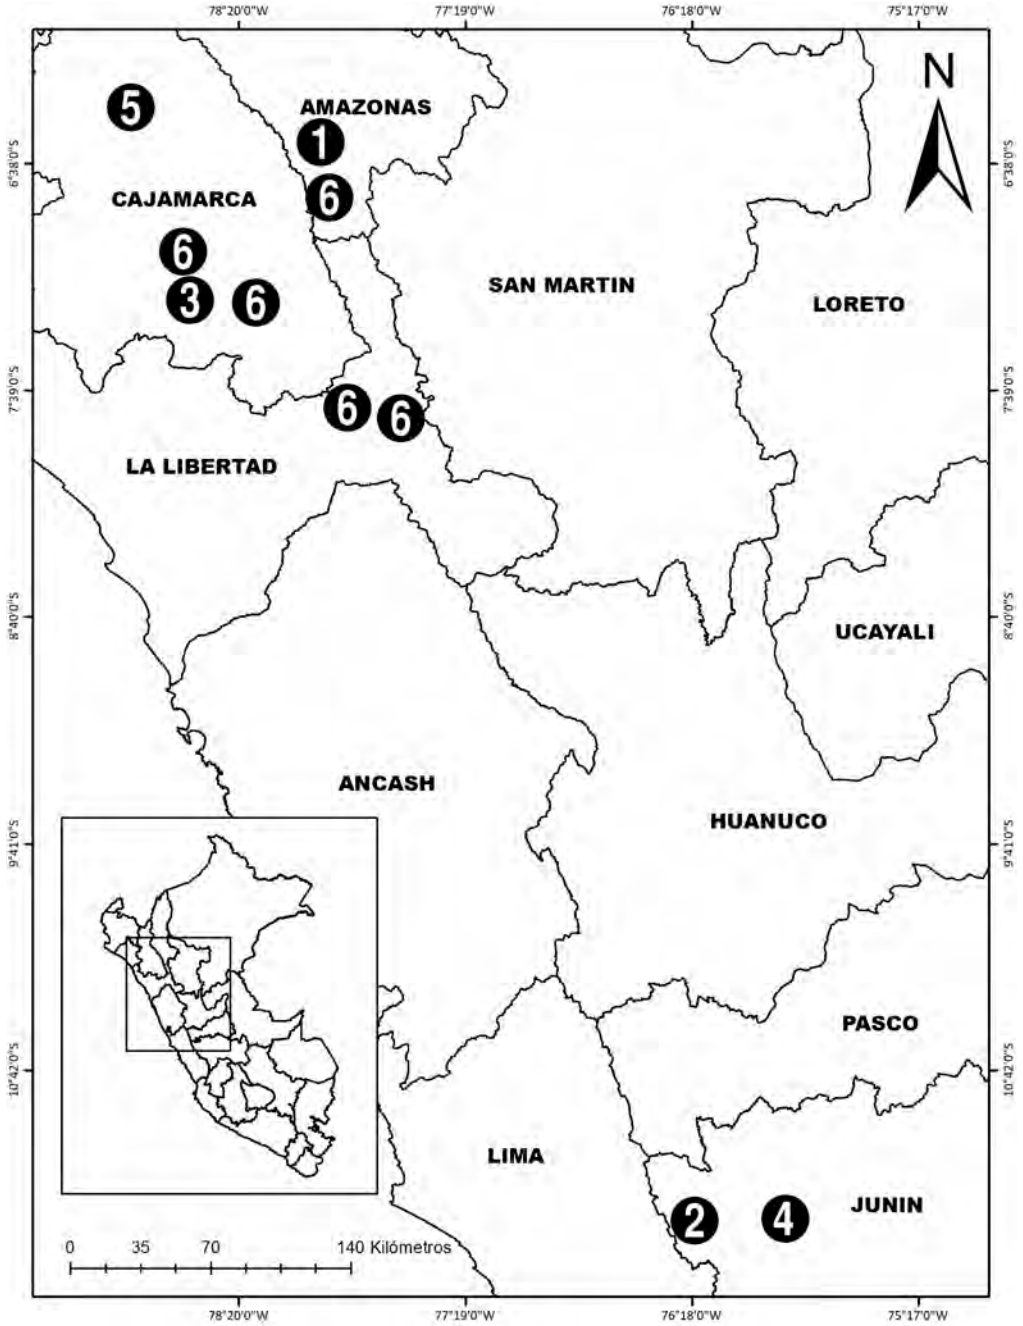 78°20'0"W 77°19'0"W 76°18'0"W 75°17'0"W
N
5
AMAZONAS
1
6°38'0"S 6°38'0"S
CAJAMARCA
6
6
SAN MARTIN
3
6
LORETO
7°39'0"S 7°39'0"S
6
6
LA LIBERTAD
8°40'0"S 8°40'0"S
UCAYALI
ANCASH
HUANUCO
9°41'0"S 9°41'0"S
PASCO
10°42'0"S 10°42'0"S
LIMA
JUNIN
2
4
0 35 70 140 Kilómetros
78°20'0"W 77°19'0"W 76°18'0"W 75°17'0"W